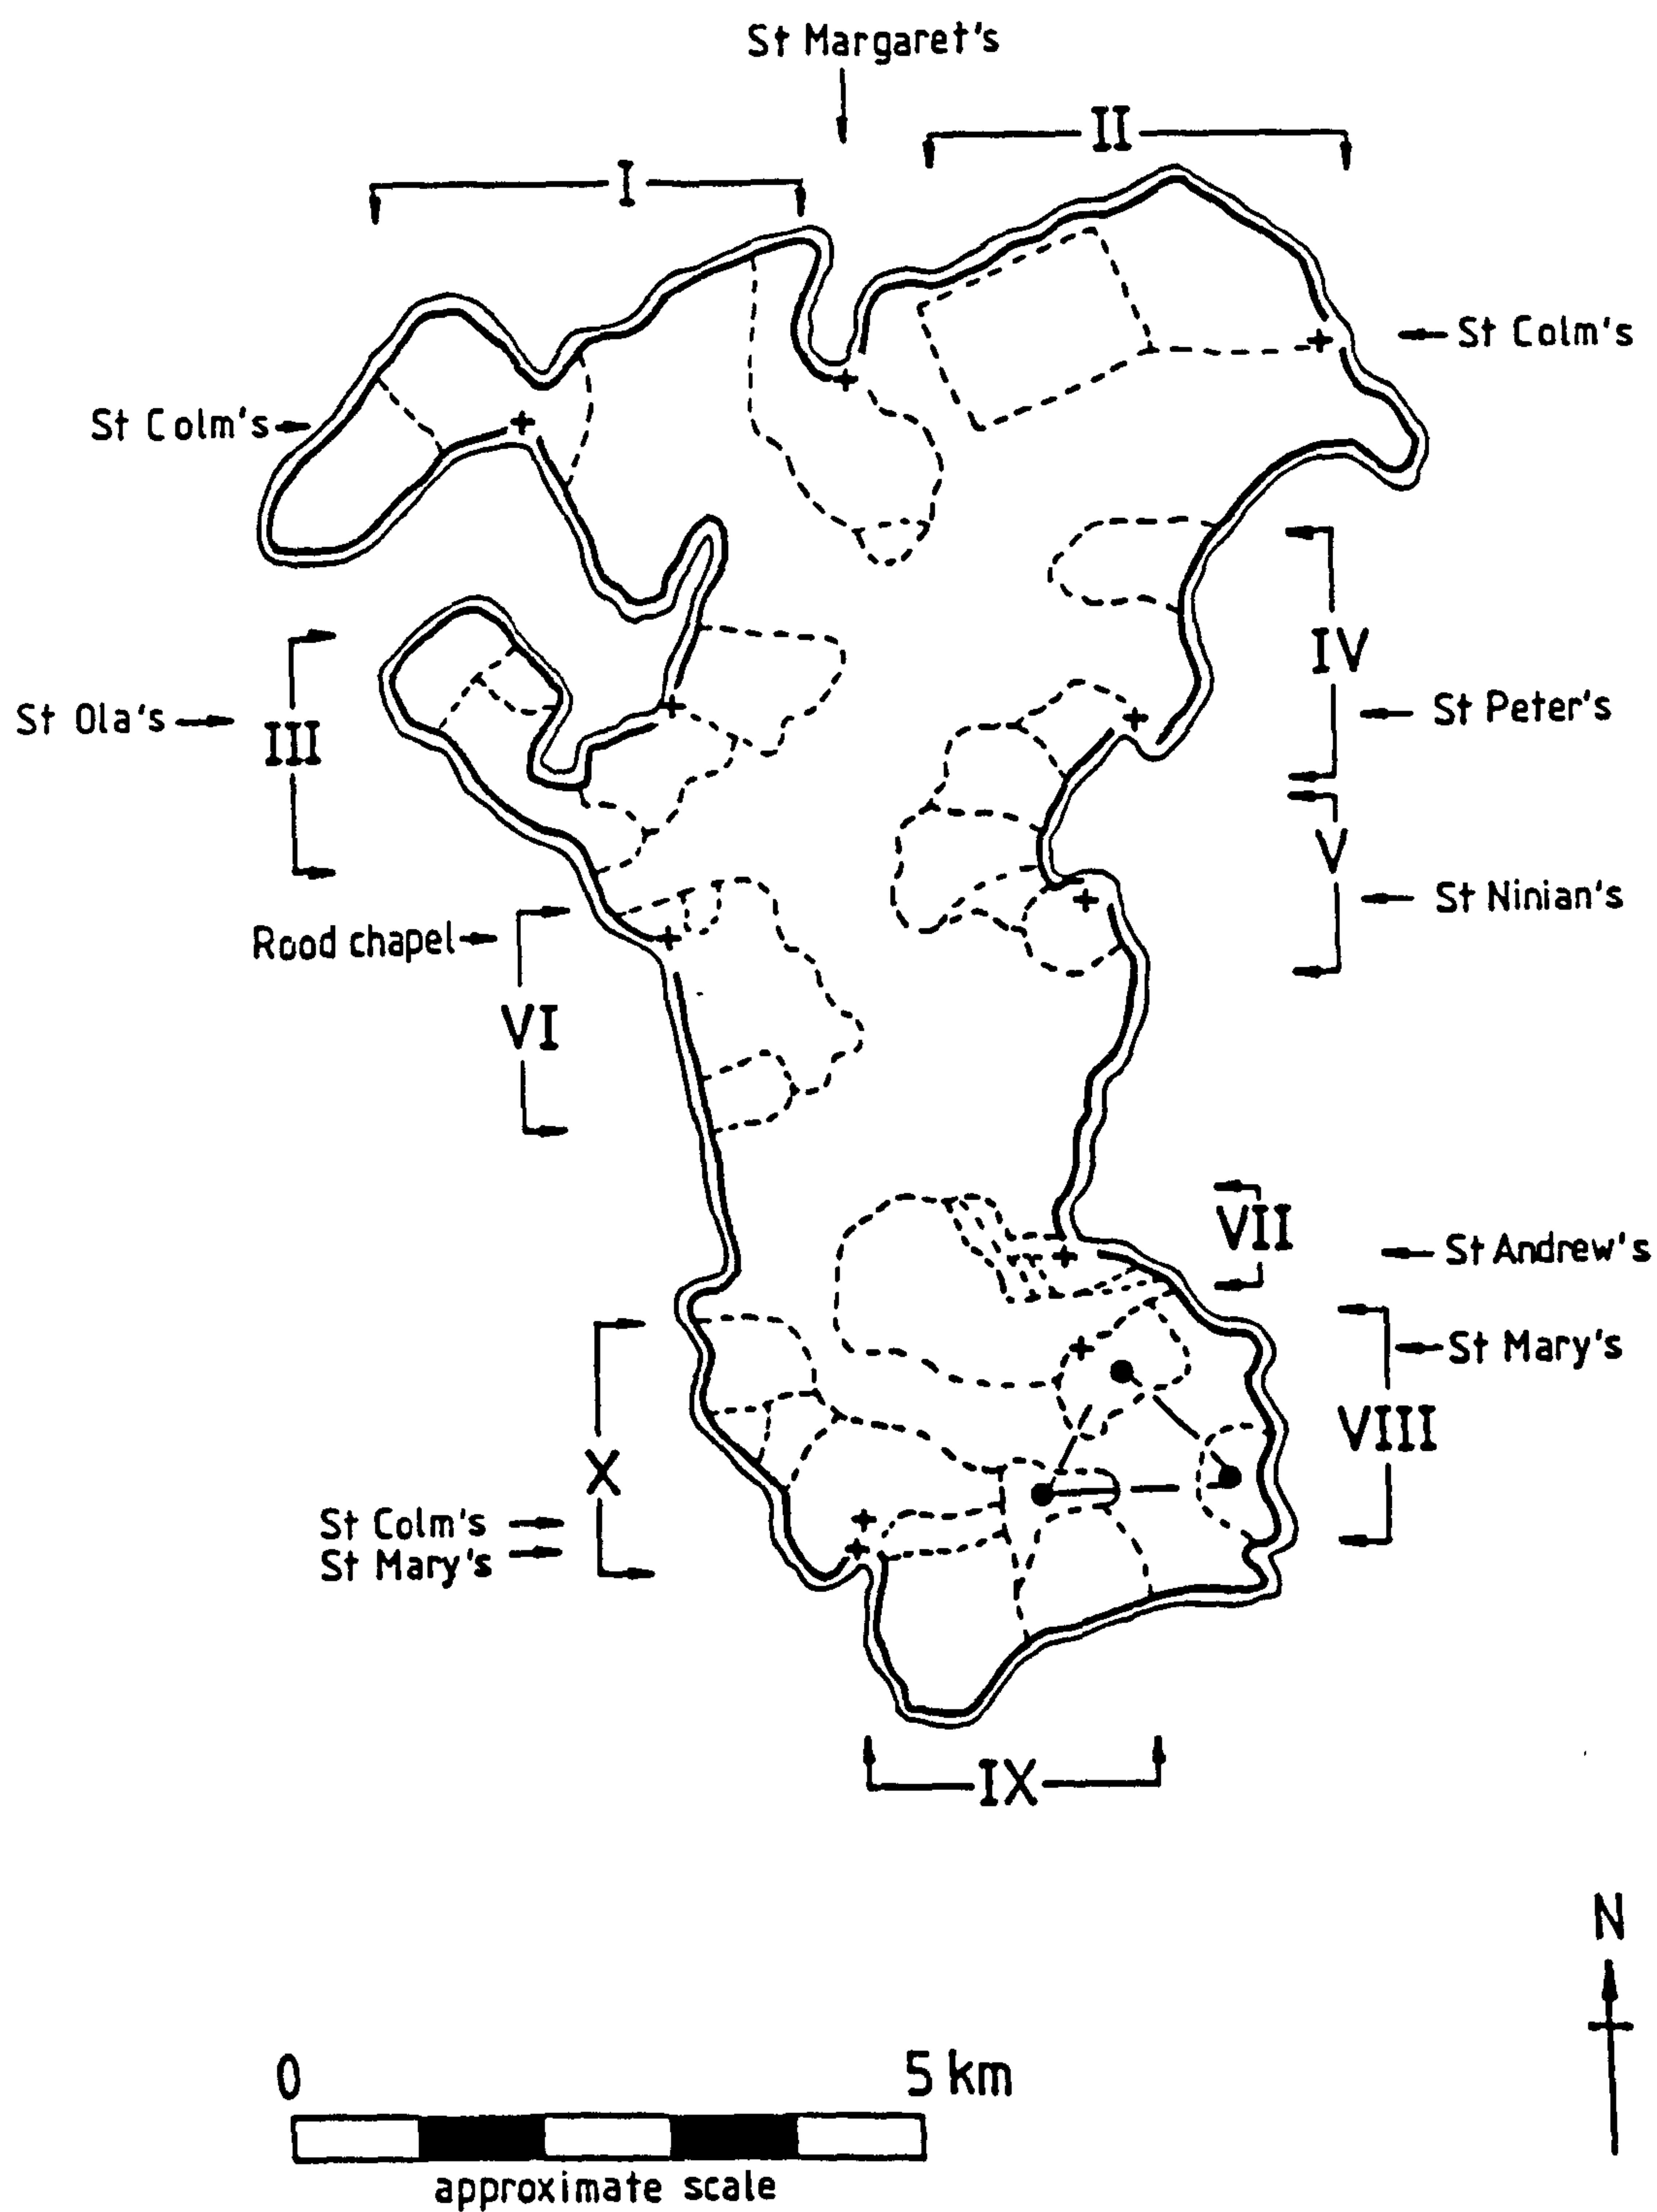 St Margaret's
II
I
St Colm's
St Colm's
IV
St Ola's
III
St Peter's
V
St Ninian's
Rood chapel
VI
VII
St Andrew's
St Mary's
VIII
X
St Colm's
St Mary's
IX
N
0 5 km
approximate scale